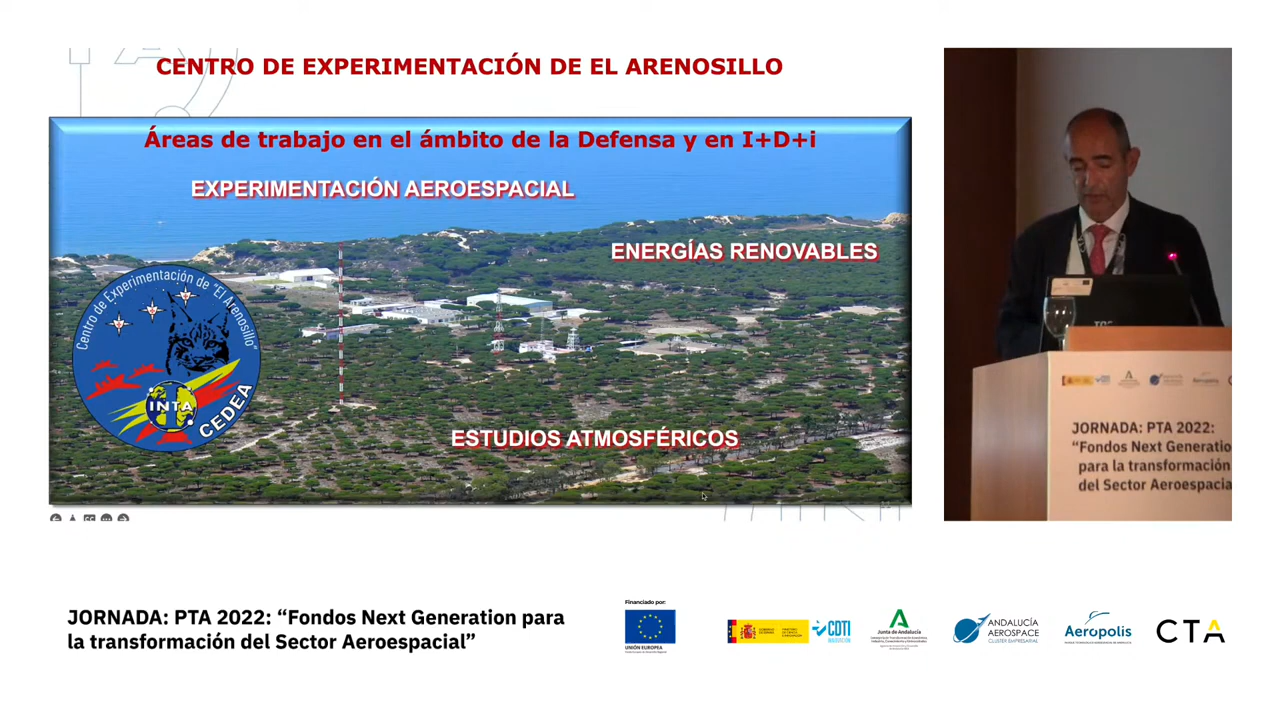 CENTRO DE EXPERIMENTACIÓN DE EL ARENOSILLO
Áreas de trabajo en el ámbito de la Defensa y en I+D+i
EXPERIMENTACIÓN AEROESPACIAL
ENERGÍAS RENOVABLES
Centro de Experimentación de "El Arenosillo"
INTA
CEDEA
ESTUDIOS ATMOSFÉRICOS
JORNADA: PTA 2022:
“Fondos Next Generatio
para la transformación
del Sector Aeroespacia
JORNADA: PTA 2022: “Fondos Next Generation para
la transformación del Sector Aeroespacial”
Financiado por:
UNIÓN EUROPEA
CDTI
Junta de Andalucía
ANDALUCÍA
AEROSPACE
CLUSTER EMPRESARIAL
Aeropolis
CTA